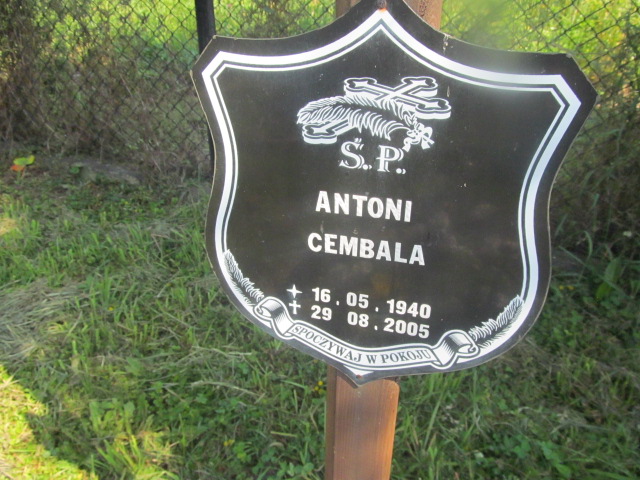 Ś.P.
ANTONI
CEMBALA
16.05.1940
29 08.2005
SPOCZYWAJ W POKOJU